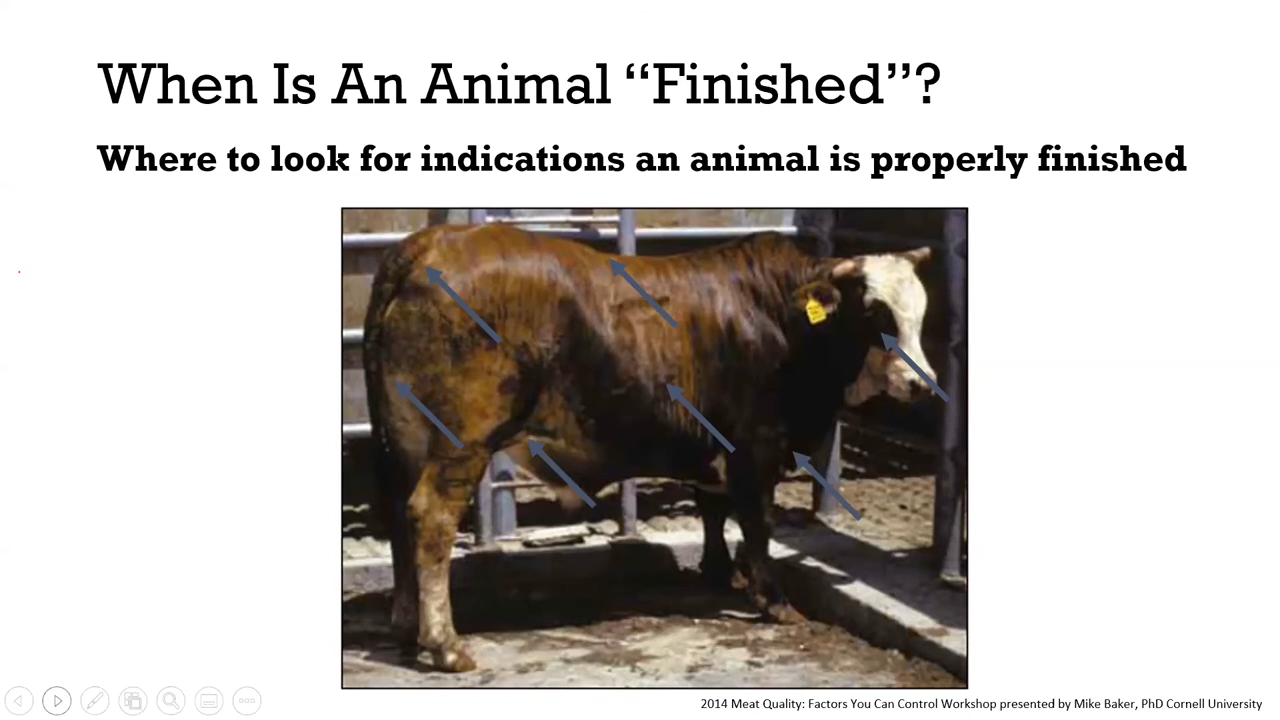 When Is An Animal “Finished”?
Where to look for indications an animal is properly finished
2014 Meat Quality: Factors You Can Control Workshop presented by Mike Baker, PhD Cornell University